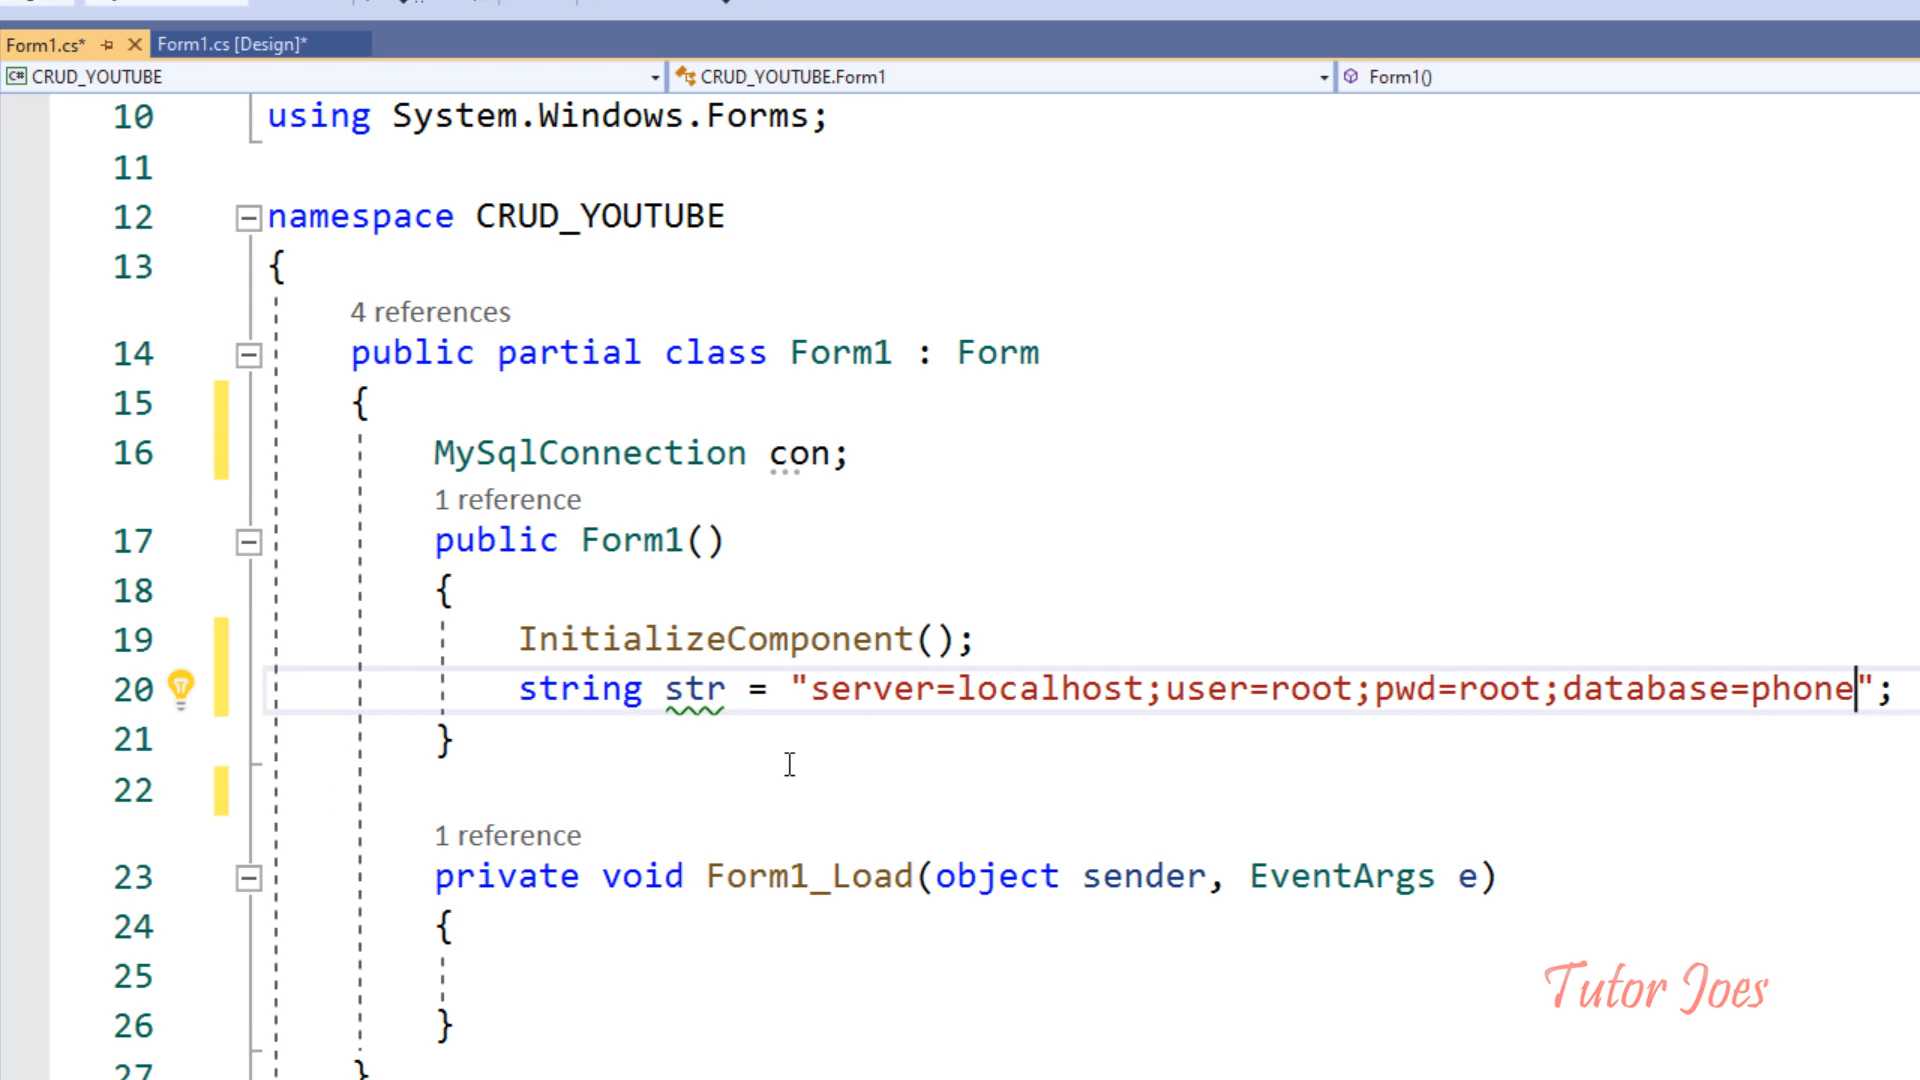 Form1.cs*
Form1.cs [Design]*
C# CRUD_YOUTUBE
CRUD_YOUTUBE.Form1
Form1()
10 using System.Windows.Forms;
11
12 namespace CRUD_YOUTUBE
13 {
4 references
14 public partial class Form1 : Form
15 {
16 MySqlConnection con;
1 reference
17 public Form1()
18 {
19 InitializeComponent();
20 string str = "server=localhost;user=root;pwd=root;database=phone";
21 }
22
1 reference
23 private void Form1_Load(object sender, EventArgs e)
24 {
25
26 }
27 }
Tutor Joes